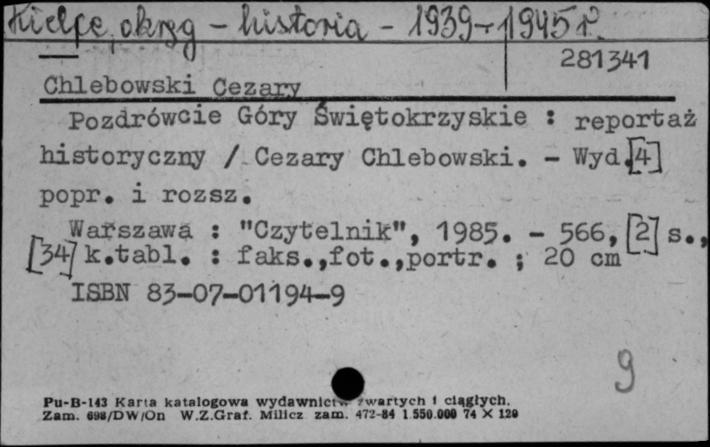 Kielce, okręg - historia - 1939-1945 r.
281341
Chlebowski Cezary
Pozdrówcie Góry Świętokrzyskie : reportaż
historyczny / Cezary Chlebowski. - Wyd.[4]
popr. i rozsz.
Warszawa : "Czytelnik", 1985. - 566,[2] s.,
[34] k.tabl. : faks.,fot.,portr. ; 20 cm
ISBN 83-07-01194-9
9
Pu-B-143 Karta katalogowa wydawnictw zwartych i ciągłych.
Zam. 698/DW/On W.Z.Graf. Milicz zam. 472-84 1.550.000 74 X 120